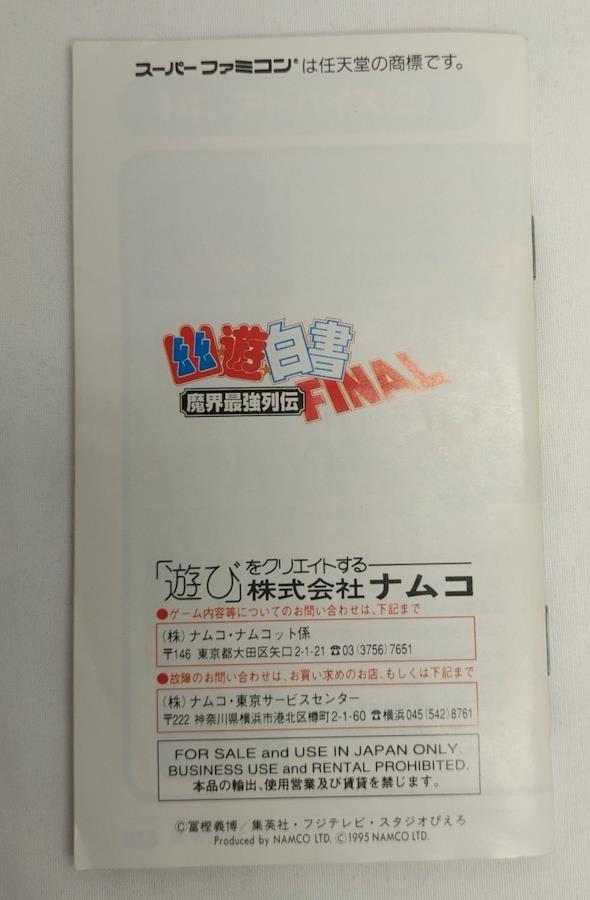 スーパーファミコン®は任天堂の商標です。
幽遊白書
FINAL
魔界最強列伝
「遊び」をクリエイトする
株式会社ナムコ
●ゲーム内容等についてのお問い合わせは、下記まで
(株)ナムコ・ナムコット係
〒146 東京都大田区矢口2-1-21 ☎03(3756)7651
●故障のお問い合わせは、お買い求めのお店、もしくは下記まで
(株)ナムコ・東京サービスセンター
〒222 神奈川県横浜市港北区樽町2-1-60 ☎横浜045(542)8761
FOR SALE and USE IN JAPAN ONLY.
BUSINESS USE and RENTAL PROHIBITED.
本品の輸出、使用営業及び賃貸を禁じます。
©冨樫義博/集英社・フジテレビ・スタジオぴえろ
Produced by NAMCO LTD. ©1995 NAMCO LTD.